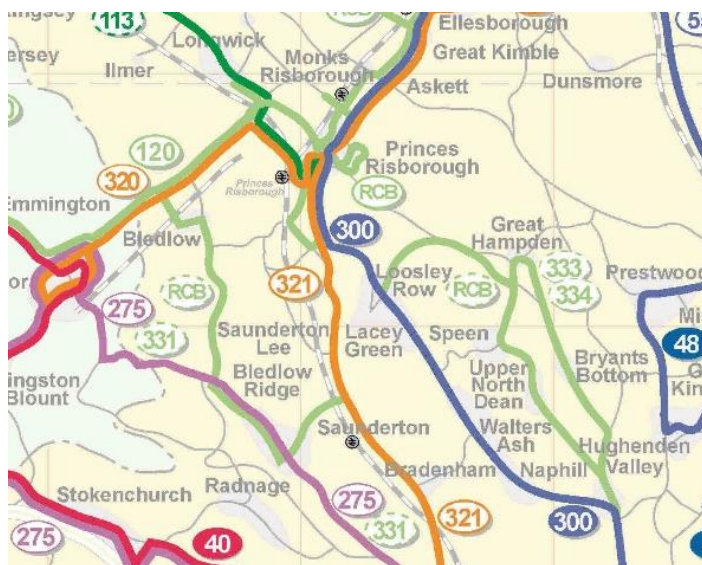 113
RCB
Longwick
Ilmer
Monks
Risborough
Ellesborough
Great Kimble
Askett
Dunsmore
120
320
Princes
Risborough
Princes
Risborough
RCB
Emmington
Bledlow
300
Great
Hampden
333
334
Prestwood
275
RCB
331
321
Loosley
Row
RCB
Saunderton
Lee
Lacey
Green
Speen
48
Bledlow
Ridge
Upper
North
Dean
Bryants
Bottom
Blount
Saunderton
Walters
Ash
Hughenden
Valley
Bradenham
Naphill
Stokenchurch
Radnage
275
331
321
300
275
40